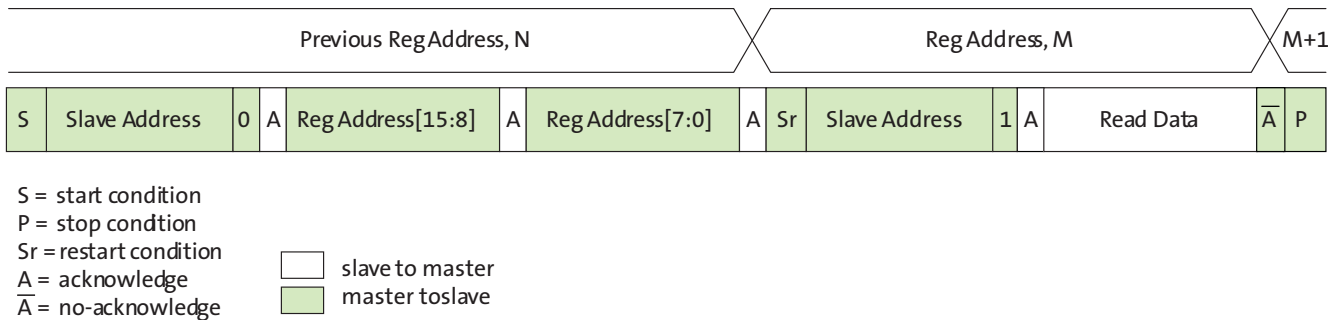 Previous Reg Address, N Reg Address, M M+1
S Slave Address 0 A Reg Address[15:8] A Reg Address[7:0] A Sr Slave Address 1 A Read Data A̅ P
S = start condition
P = stop condition
Sr = restart condition
A = acknowledge
A̅ = no-acknowledge
slave to master
master toslave